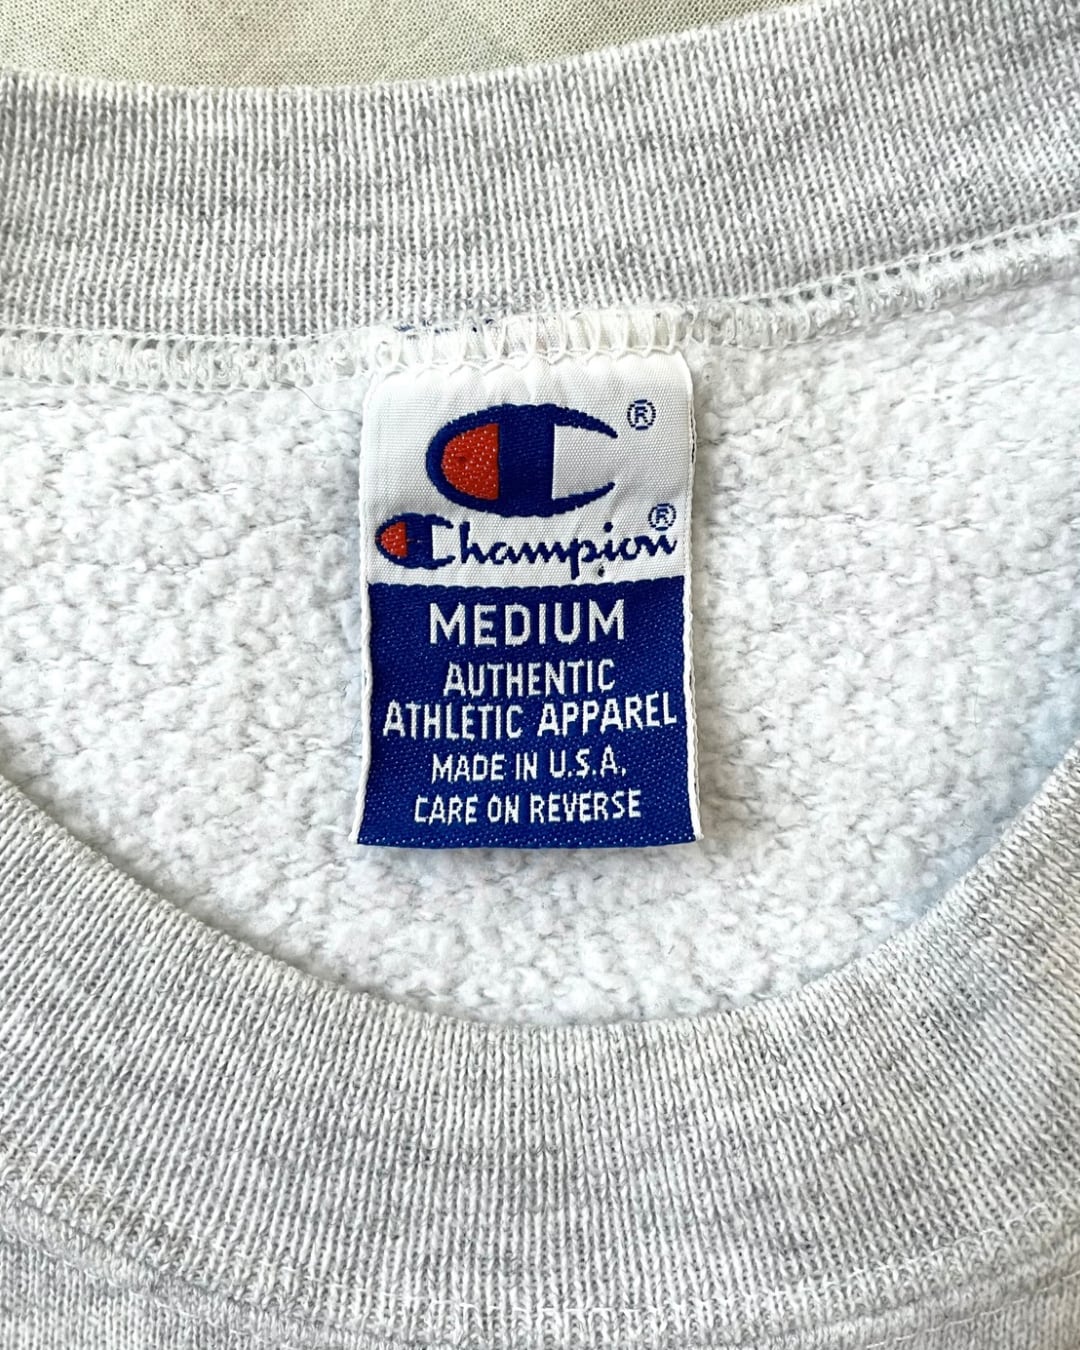 ®
Champion®
MEDIUM
AUTHENTIC
ATHLETIC APPAREL
MADE IN U.S.A.
CARE ON REVERSE